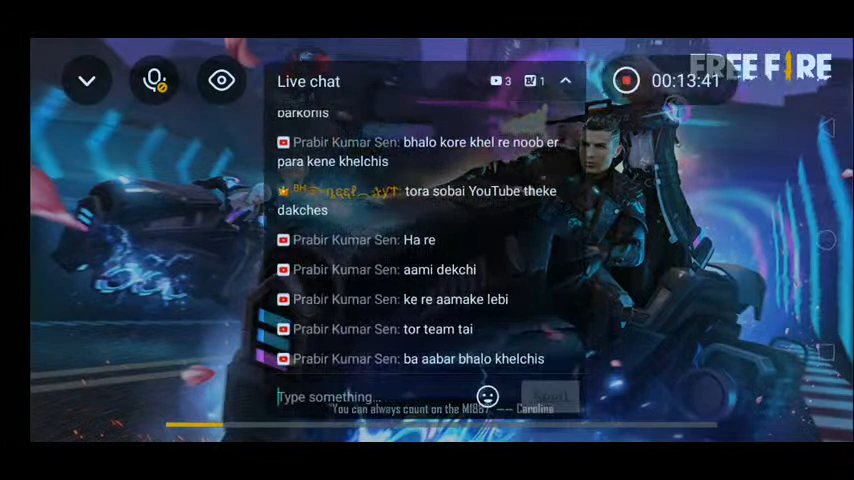 FREE FIRE
Live chat
3
1
00:13:41
Prabir Kumar Sen: bhalo kore khel re noob er
para kene khelchis
tora sobai YouTube theke
dakches
Prabir Kumar Sen: Ha re
Prabir Kumar Sen: aami dekchi
Prabir Kumar Sen: ke re aamake lebi
Prabir Kumar Sen: tor team tai
Prabir Kumar Sen: ba aabar bhalo khelchis
Type something...
Send
"You can always count on the M1887" —— Caroline